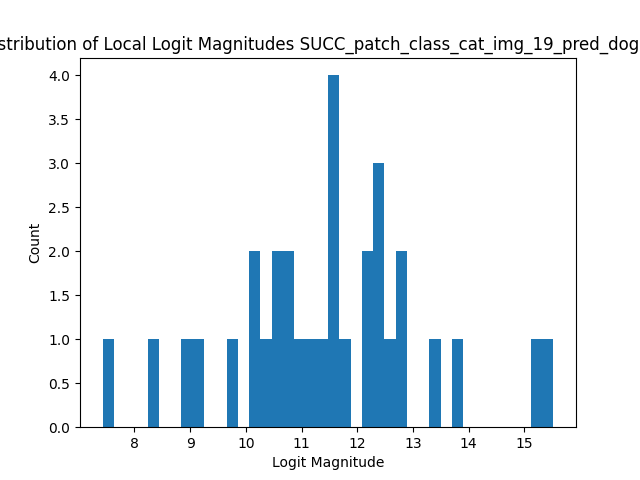 stribution of Local Logit Magnitudes SUCC_patch_class_cat_img_19_pred_dog
4.0
3.5
3.0
2.5
2.0
1.5
1.0
0.5
0.0
Count
8 9 10 11 12 13 14 15
Logit Magnitude